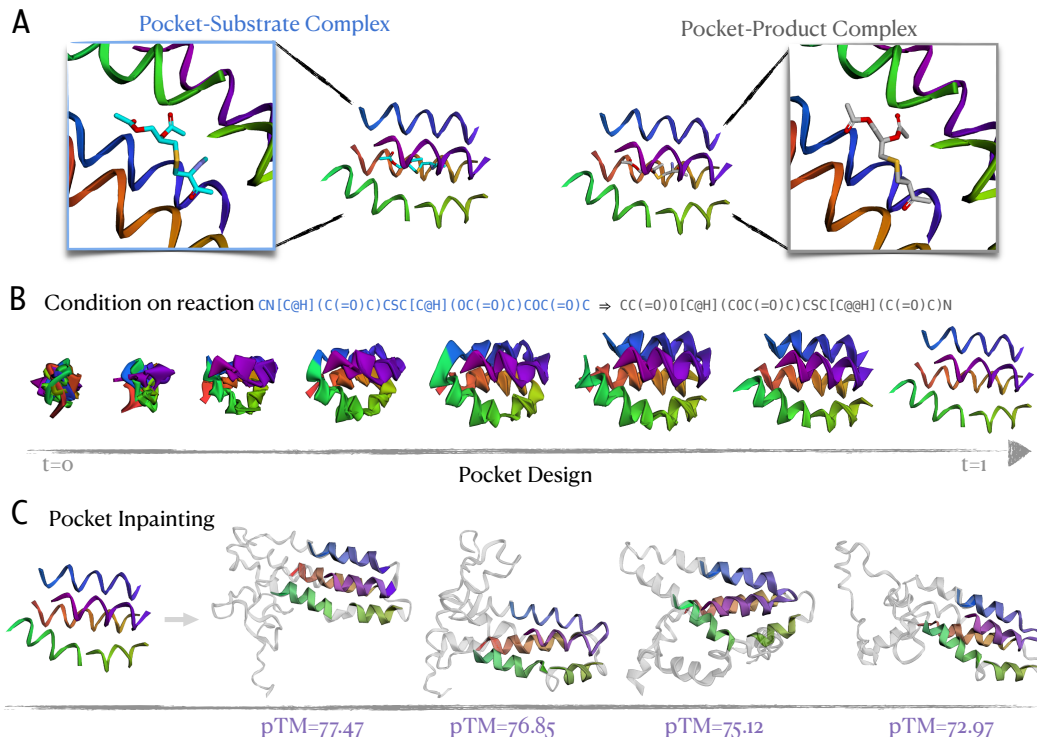 A
Pocket-Substrate Complex
Pocket-Product Complex
B Condition on reaction CN[C@H](C(=O)C)CSC[C@H](OC(=O)C)COC(=O)C ⇒ CC(=O)O[C@H](COC(=O)C)CSC[C@@H](C(=O)C)N
t=0
Pocket Design
t=1
C Pocket Inpainting
pTM=77.47 pTM=76.85 pTM=75.12 pTM=72.97